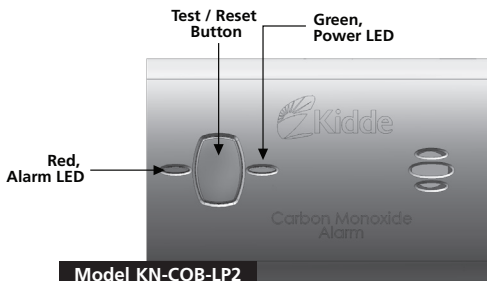 Test / Reset
Button
Green,
Power LED
Kidde
Red,
Alarm LED
Carbon Monoxide
Alarm
Model KN-COB-LP2